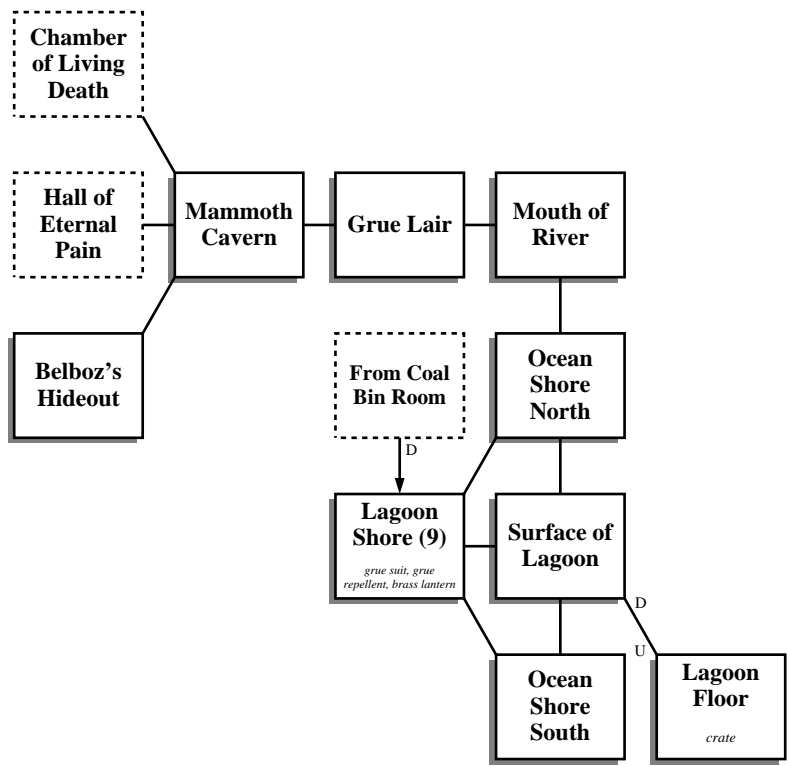 Chamber
of Living
Death
Hall of
Eternal
Pain
Mammoth
Cavern
Grue Lair
Mouth of
River
Belboz's
Hideout
From Coal
Bin Room
Ocean
Shore
North
D
Lagoon
Shore (9)
grue suit, grue
repellent, brass lantern
Surface of
Lagoon
D
U
Ocean
Shore
South
Lagoon
Floor
crate